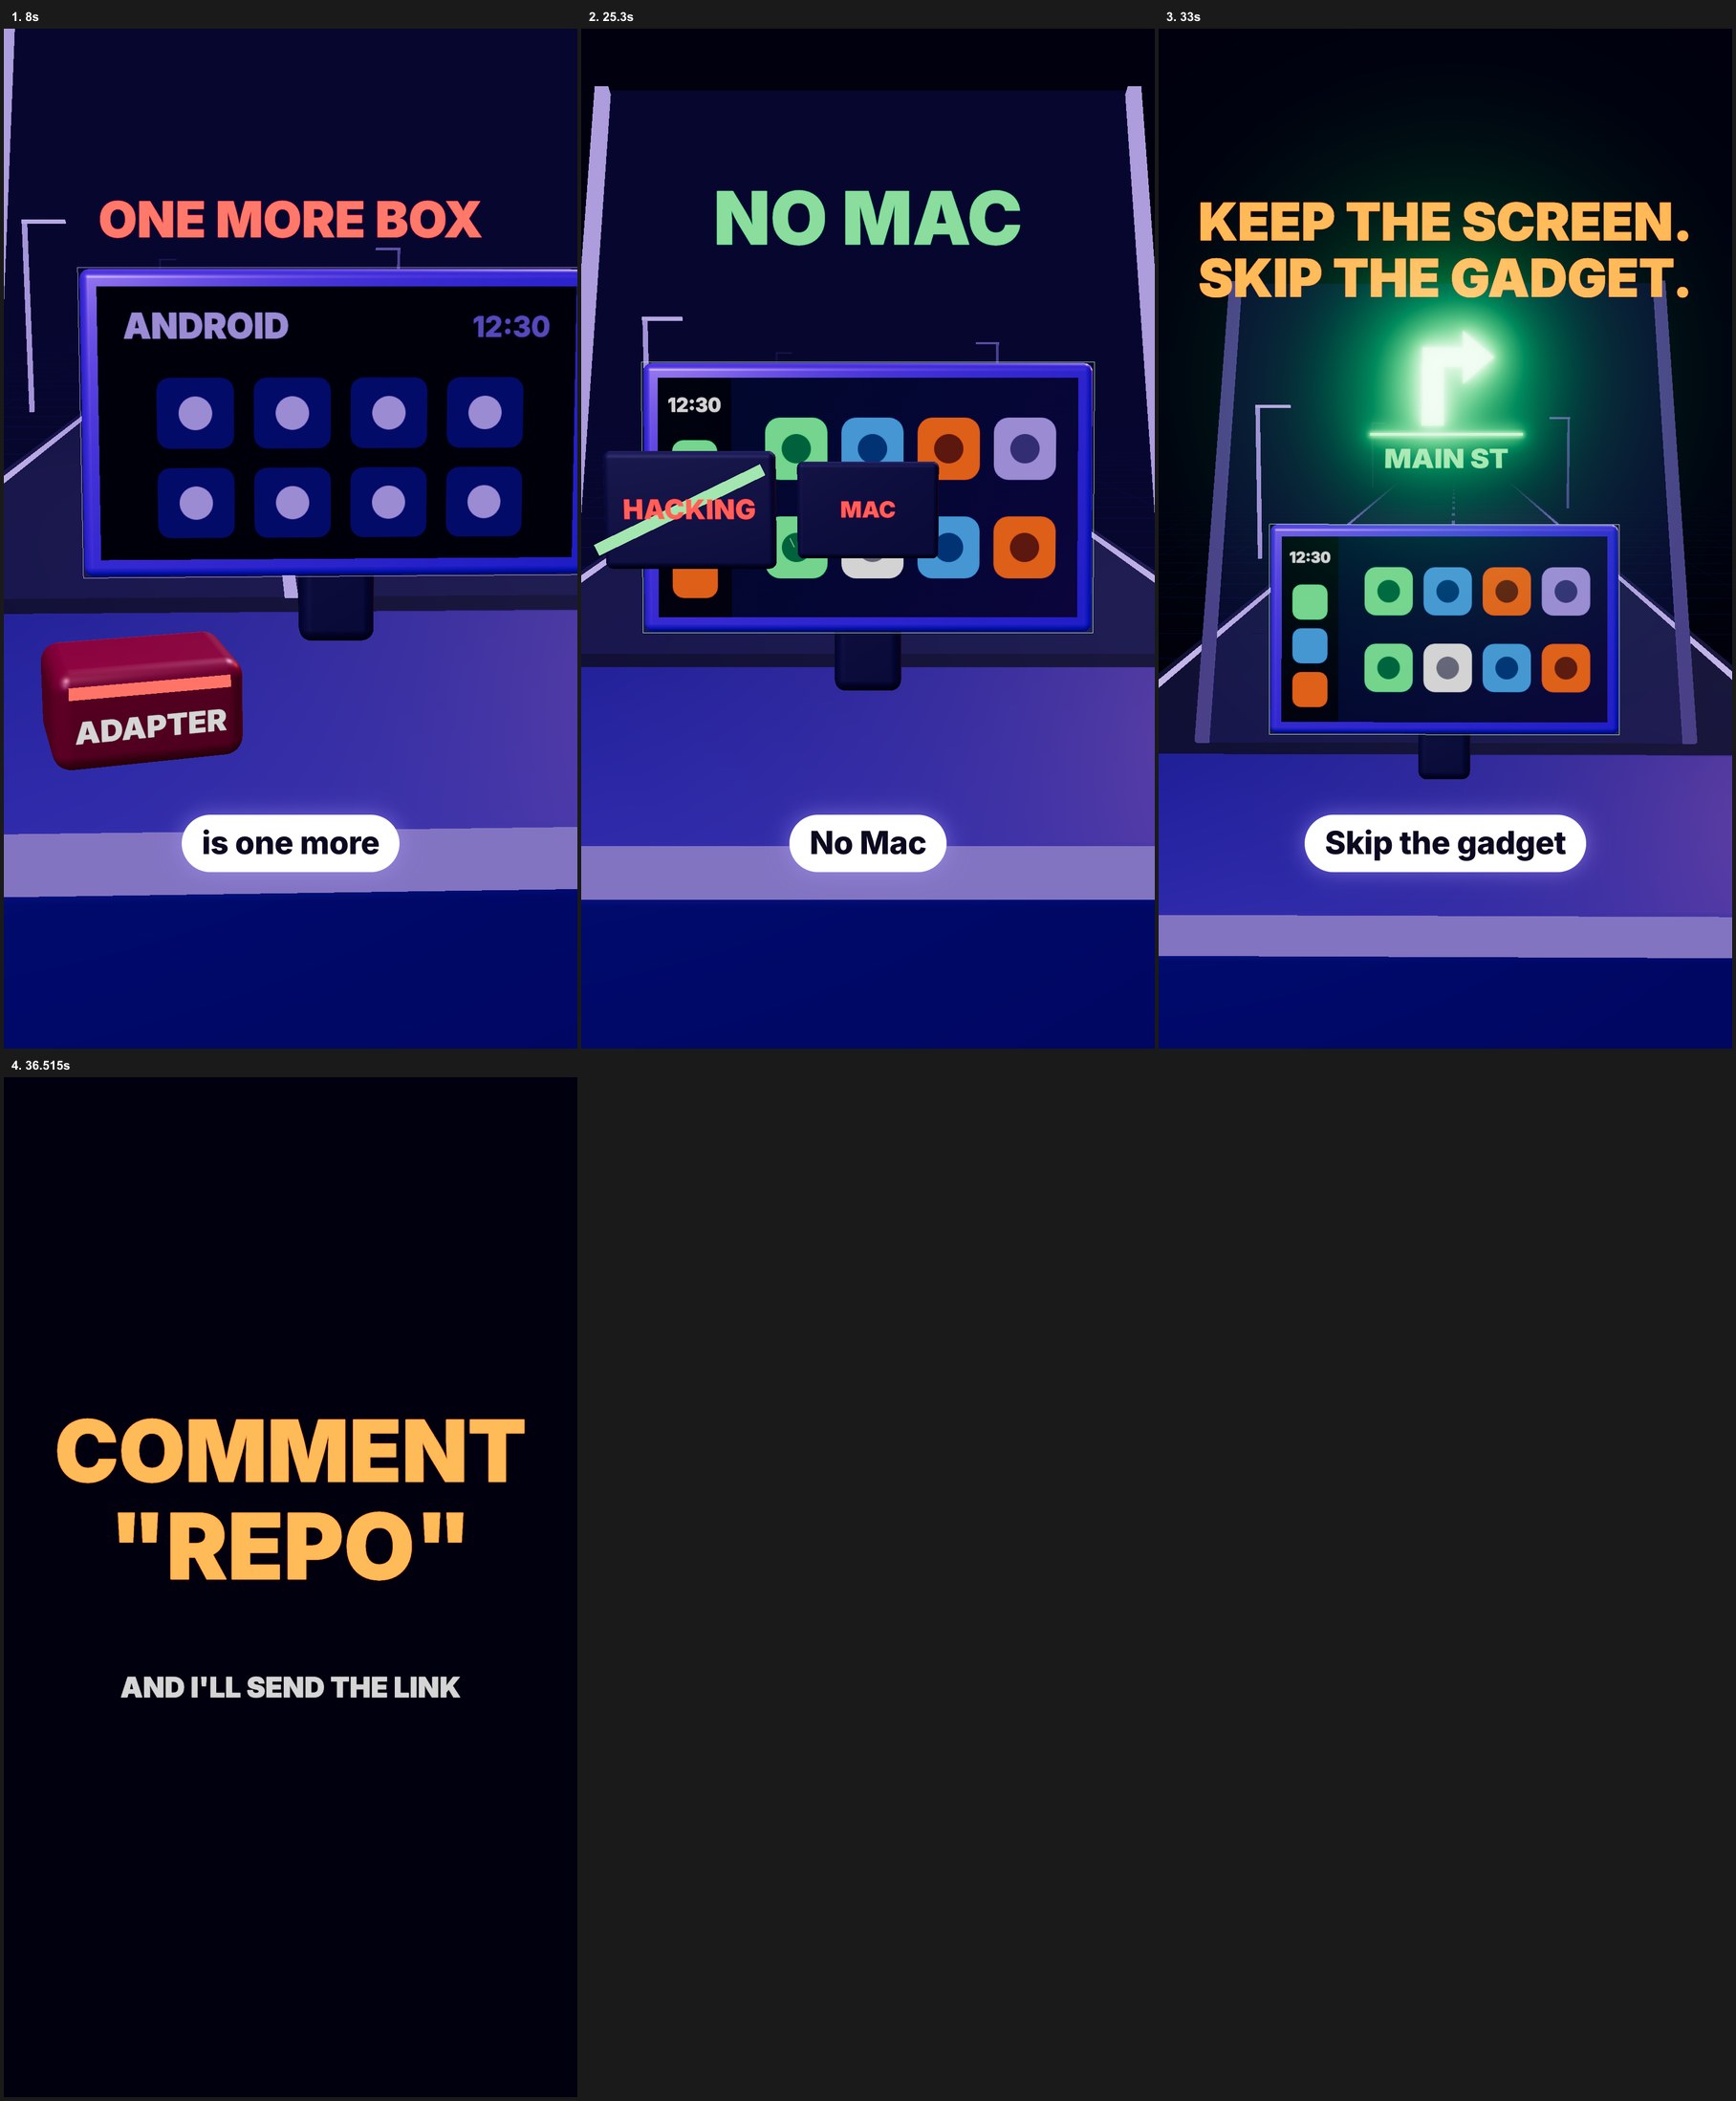 1. 8s
ONE MORE BOX
ANDROID
12:30
ADAPTER
is one more
2. 25.3s
NO MAC
12:30
HACKING
MAC
No Mac
3. 33s
KEEP THE SCREEN.
SKIP THE GADGET.
MAIN ST
12:30
Skip the gadget
4. 36.515s
COMMENT
"REPO"
AND I'LL SEND THE LINK